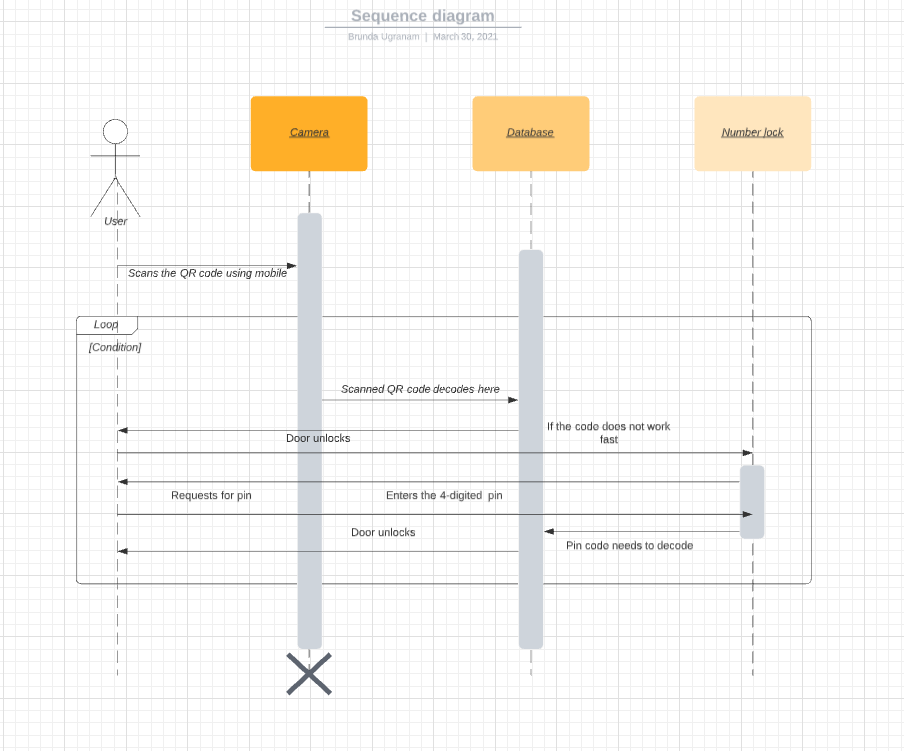 Sequence diagram
Brunda Ugranam | March 30, 2021
Camera
Database
Number lock
User
Scans the QR code using mobile
Loop
[Condition]
Scanned QR code decodes here
Door unlocks
If the code does not work
fast
Requests for pin
Enters the 4-digited pin
Door unlocks
Pin code needs to decode